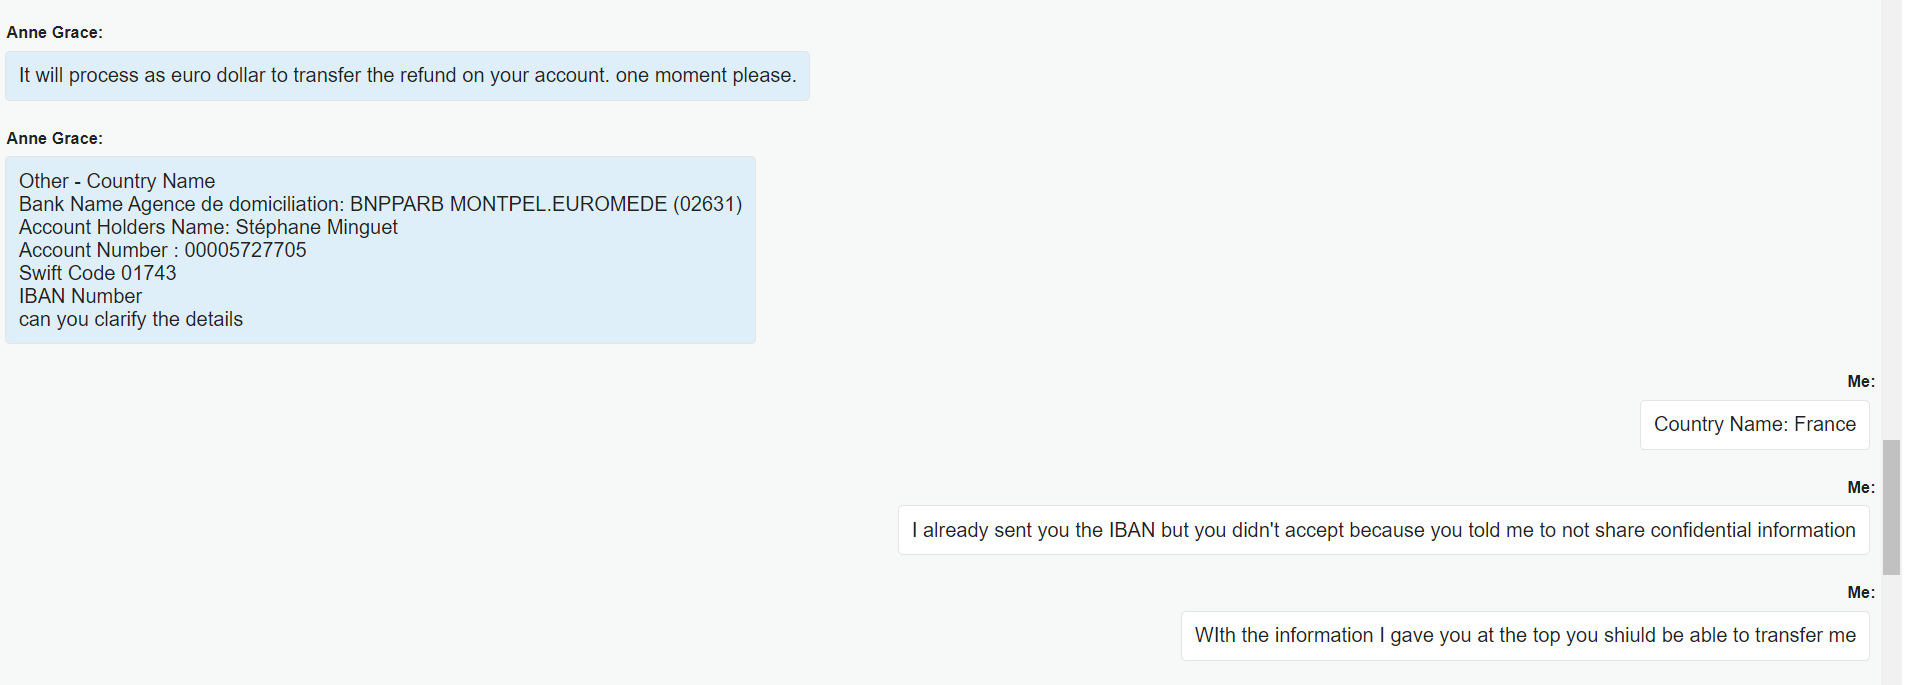 Anne Grace:
It will process as euro dollar to transfer the refund on your account. one moment please.
Anne Grace:
Other - Country Name
Bank Name Agence de domiciliation: BNPPARB MONTPEL.EUROMEDE (02631)
Account Holders Name: Stéphane Minguet
Account Number : 00005727705
Swift Code 01743
IBAN Number
can you clarify the details
Me:
Country Name: France
Me:
I already sent you the IBAN but you didn't accept because you told me to not share confidential information
Me:
WIth the information I gave you at the top you shiuld be able to transfer me